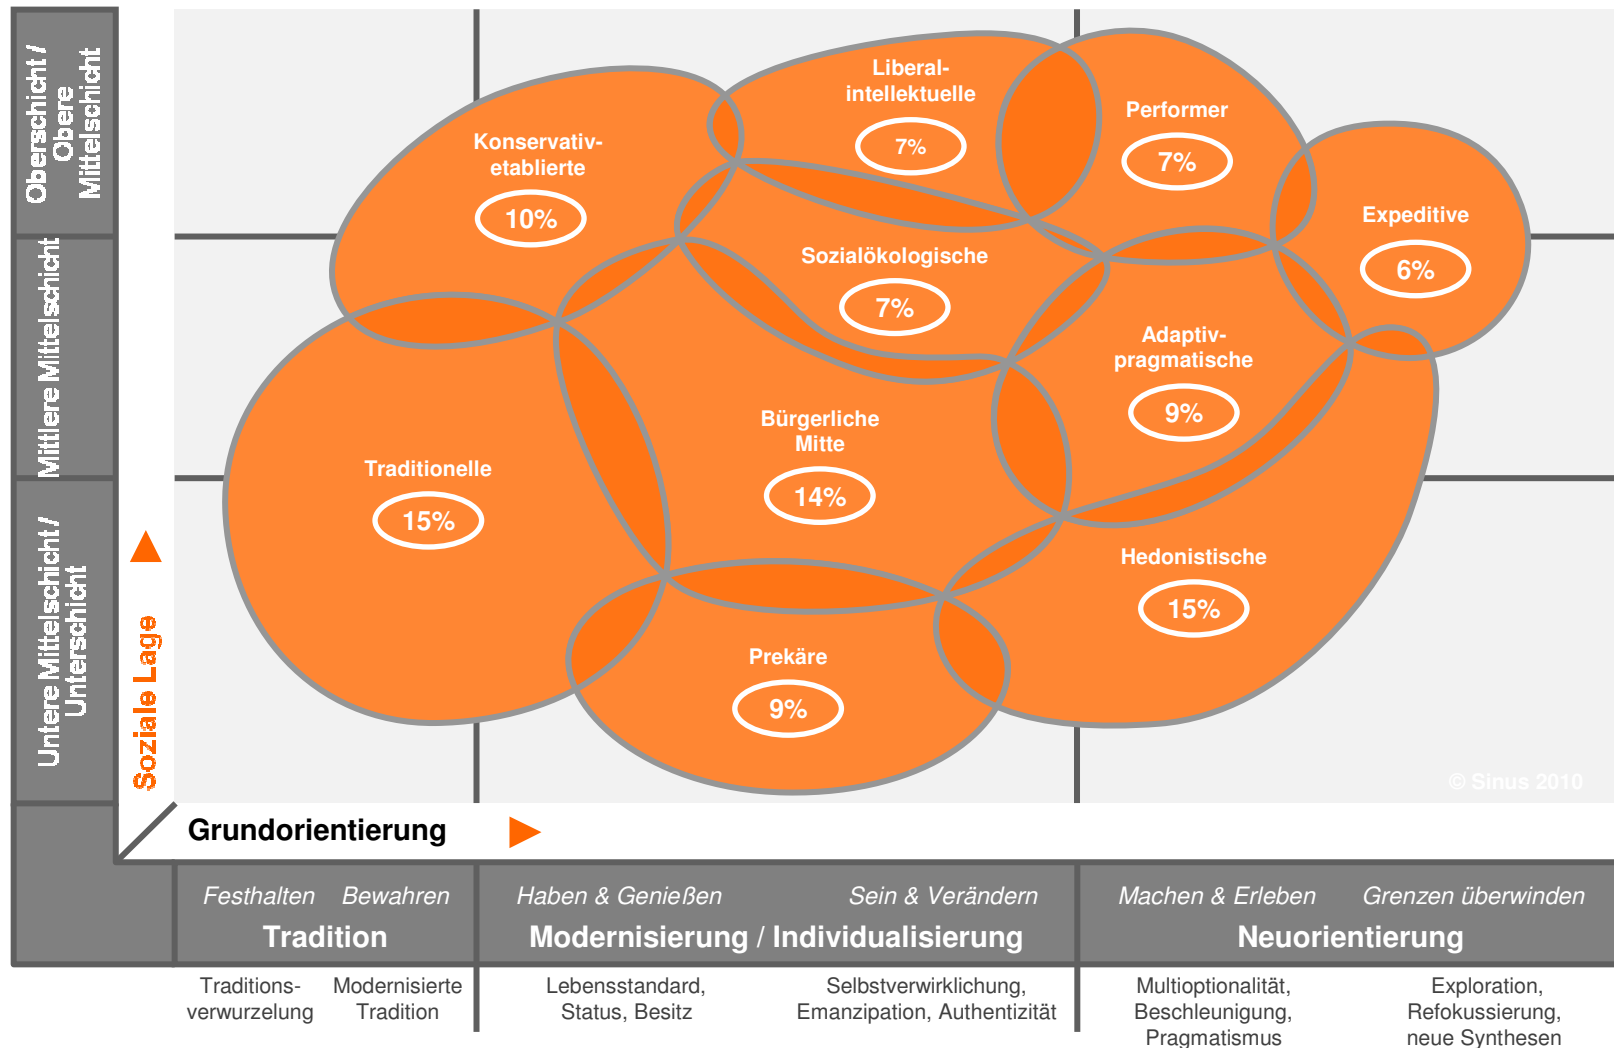 Oberschicht /
Obere
Mittelschicht
Mittlere Mittelschicht
Untere Mittelschicht /
Unterschicht
Soziale Lage
Konservativ-
etablierte
10%
Liberal-
intellektuelle
7%
Performer
7%
Expeditive
6%
Sozialökologische
7%
Adaptiv-
pragmatische
9%
Bürgerliche
Mitte
14%
Traditionelle
15%
Hedonistische
15%
Prekäre
9%
© Sinus 2010
Grundorientierung
Festhalten Bewahren
Tradition
Haben & Genießen Sein & Verändern
Modernisierung / Individualisierung
Machen & Erleben Grenzen überwinden
Neuorientierung
Traditions-
verwurzelung
Modernisierte
Tradition
Lebensstandard,
Status, Besitz
Selbstverwirklichung,
Emanzipation, Authentizität
Multioptionalität,
Beschleunigung,
Pragmatismus
Exploration,
Refokussierung,
neue Synthesen